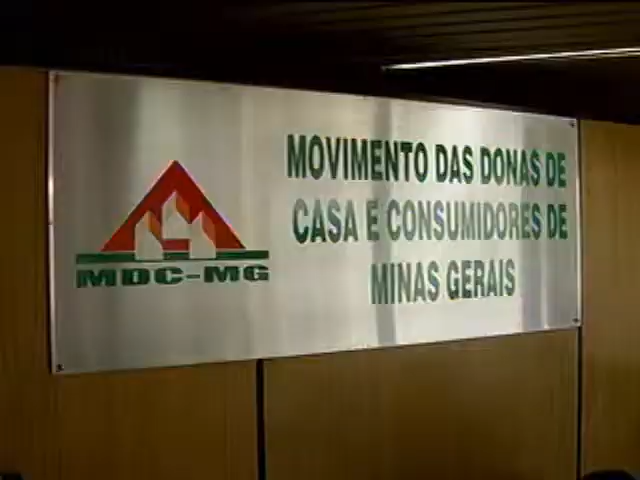 MOVIMENTO DAS DONAS DE
CASA E CONSUMIDORES DE
MINAS GERAIS
MDC-MG